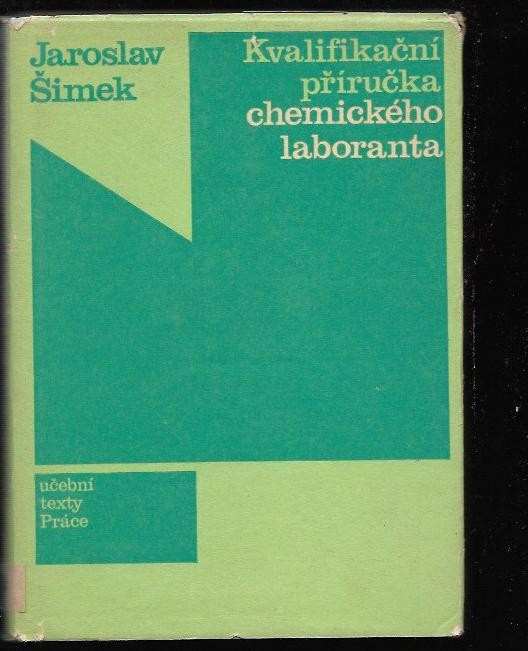 Jaroslav
Šimek
Kvalifikační
příručka
chemického
laboranta
učební
texty
Práce